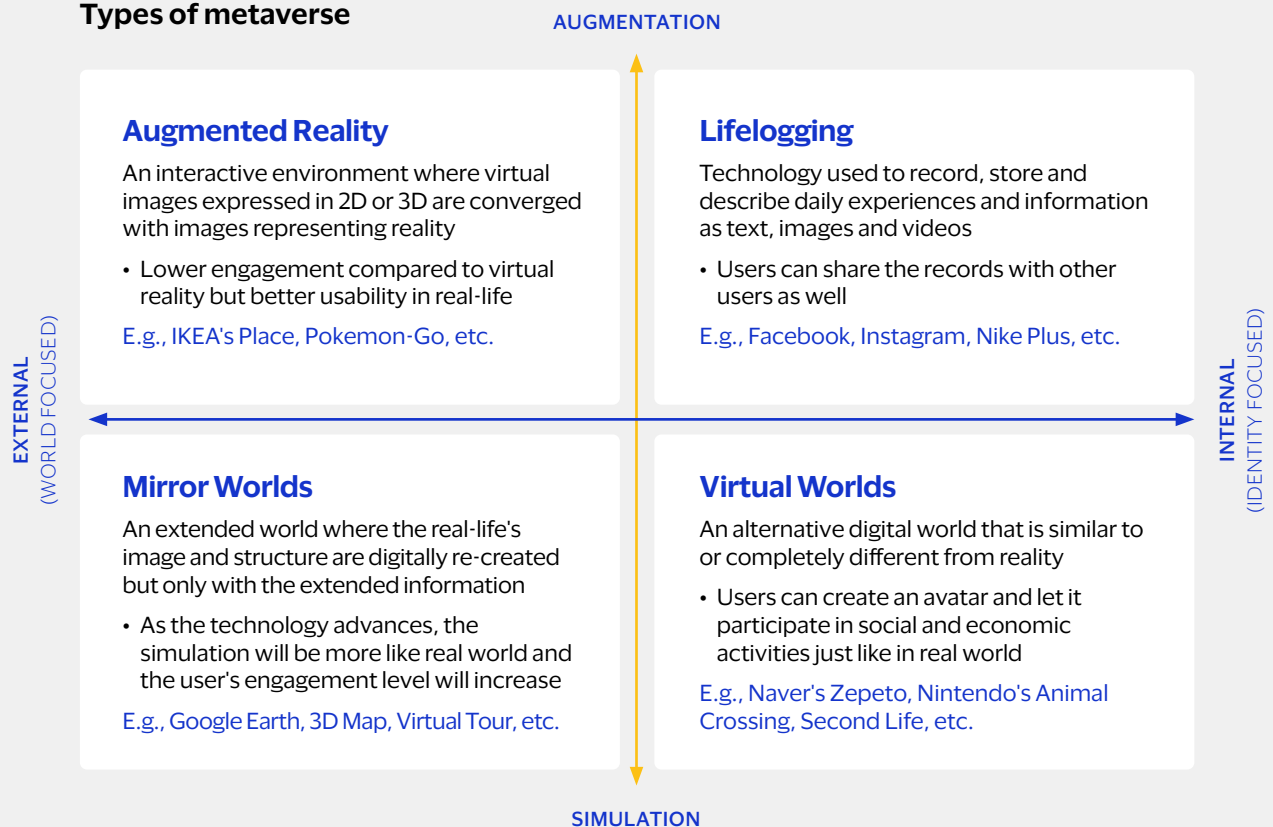 Types of metaverse
AUGMENTATION
Augmented Reality
An interactive environment where virtual
images expressed in 2D or 3D are converged
with images representing reality
• Lower engagement compared to virtual
reality but better usability in real-life
E.g., IKEA's Place, Pokemon-Go, etc.
Lifelogging
Technology used to record, store and
describe daily experiences and information
as text, images and videos
• Users can share the records with other
users as well
E.g., Facebook, Instagram, Nike Plus, etc.
EXTERNAL
(WORLD FOCUSED)
INTERNAL
(IDENTITY FOCUSED)
Mirror Worlds
An extended world where the real-life's
image and structure are digitally re-created
but only with the extended information
• As the technology advances, the
simulation will be more like real world and
the user's engagement level will increase
E.g., Google Earth, 3D Map, Virtual Tour, etc.
Virtual Worlds
An alternative digital world that is similar to
or completely different from reality
• Users can create an avatar and let it
participate in social and economic
activities just like in real world
E.g., Naver's Zepeto, Nintendo's Animal
Crossing, Second Life, etc.
SIMULATION